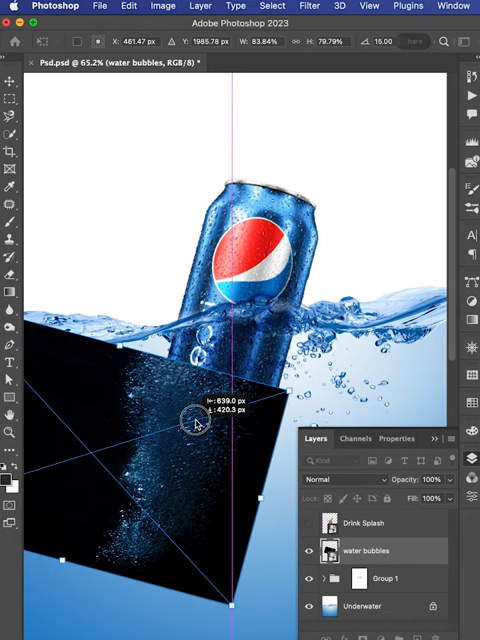 Photoshop File Edit Image Layer Type Select Filter 3D View Plugins Window
Adobe Photoshop 2023
X: 461.47 px Y: 1985.78 px W: 83.84% H: 79.79% 15.00
× Psd.psd @ 65.2% (water bubbles, RGB/8) *
: 639.0 px
: 420.3 px
Layers Channels Properties
Kind
Normal Opacity: 100%
Lock: Fill: 100%
Drink Splash
water bubbles
Group 1
Underwater